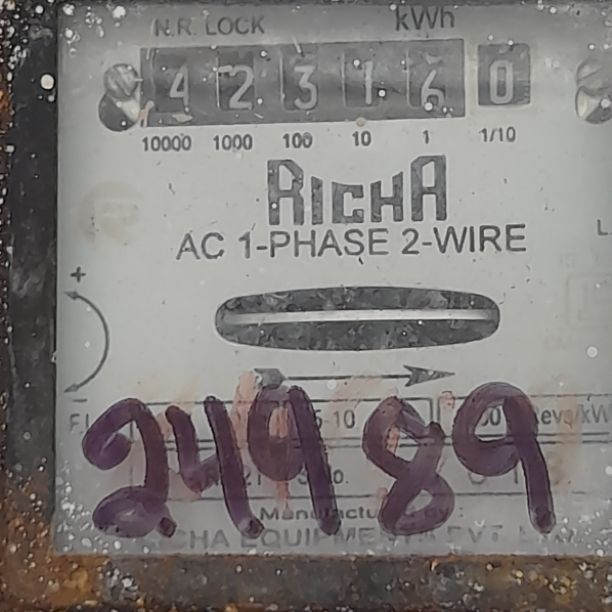 N.R. LOCK kWh
4 2 3 1 6 0
10000 1000 100 10 1 1/10
RICHA
AC 1-PHASE 2-WIRE
+
-
24989